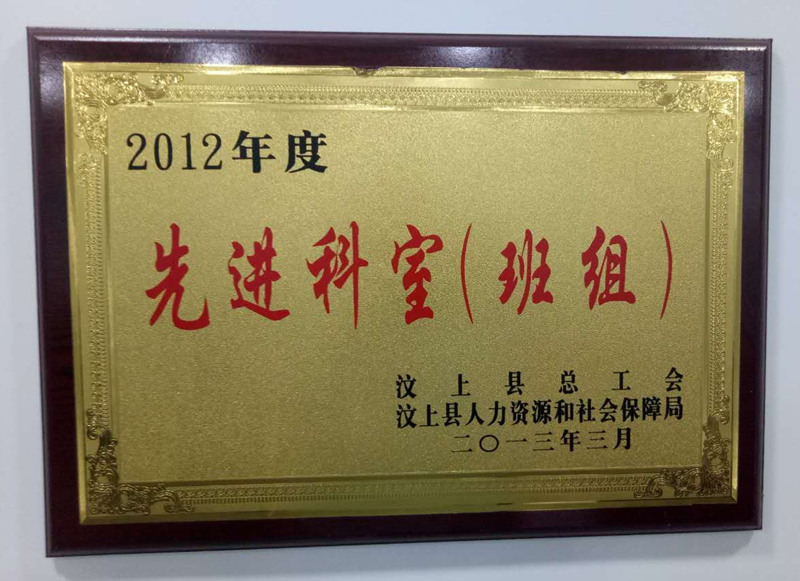 2012年度
先进科室(班组)
汶上县总工会
汶上县人力资源和社会保障局
二〇一三年三月